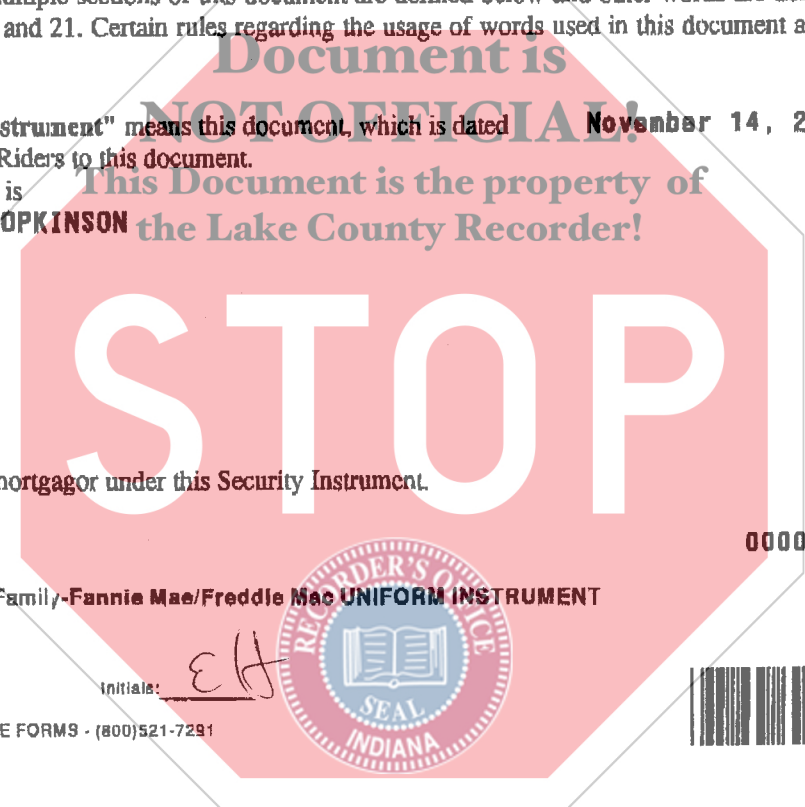 and 21. Certain rules regarding the usage of words used in this document a
Document is
NOT OFFICIAL!
strument" means this document, which is dated November 14, 2
Riders to this document.
is
This Document is the property of
OPKINSON
the Lake County Recorder!
STOP
mortgagor under this Security Instrument.
0000
Family-Fannie Mae/Freddie Mac UNIFORM INSTRUMENT
RECORDER'S OFFICE
Initials: EH
SEAL
INDIANA
E FORMS - (800)521-7291